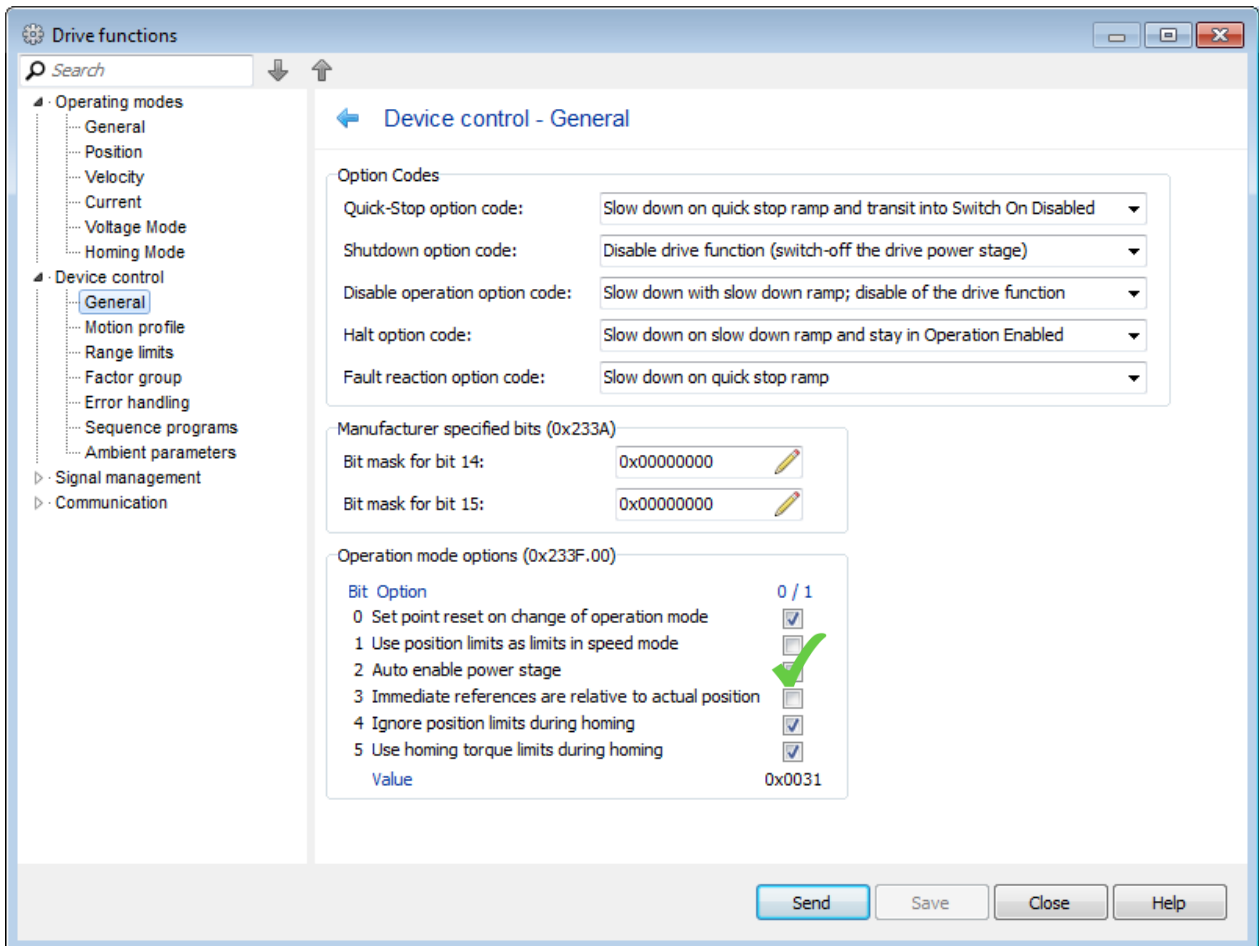 Drive functions
Search
Operating modes
General
Position
Velocity
Current
Voltage Mode
Homing Mode
Device control
General
Motion profile
Range limits
Factor group
Error handling
Sequence programs
Ambient parameters
Signal management
Communication
Device control - General
Option Codes
Quick-Stop option code: Slow down on quick stop ramp and transit into Switch On Disabled
Shutdown option code: Disable drive function (switch-off the drive power stage)
Disable operation option code: Slow down with slow down ramp; disable of the drive function
Halt option code: Slow down on slow down ramp and stay in Operation Enabled
Fault reaction option code: Slow down on quick stop ramp
Manufacturer specified bits (0x233A)
Bit mask for bit 14: 0x00000000
Bit mask for bit 15: 0x00000000
Operation mode options (0x233F.00)
Bit Option 0 / 1
0 Set point reset on change of operation mode
1 Use position limits as limits in speed mode
2 Auto enable power stage
3 Immediate references are relative to actual position
4 Ignore position limits during homing
5 Use homing torque limits during homing
Value 0x0031
Send Save Close Help